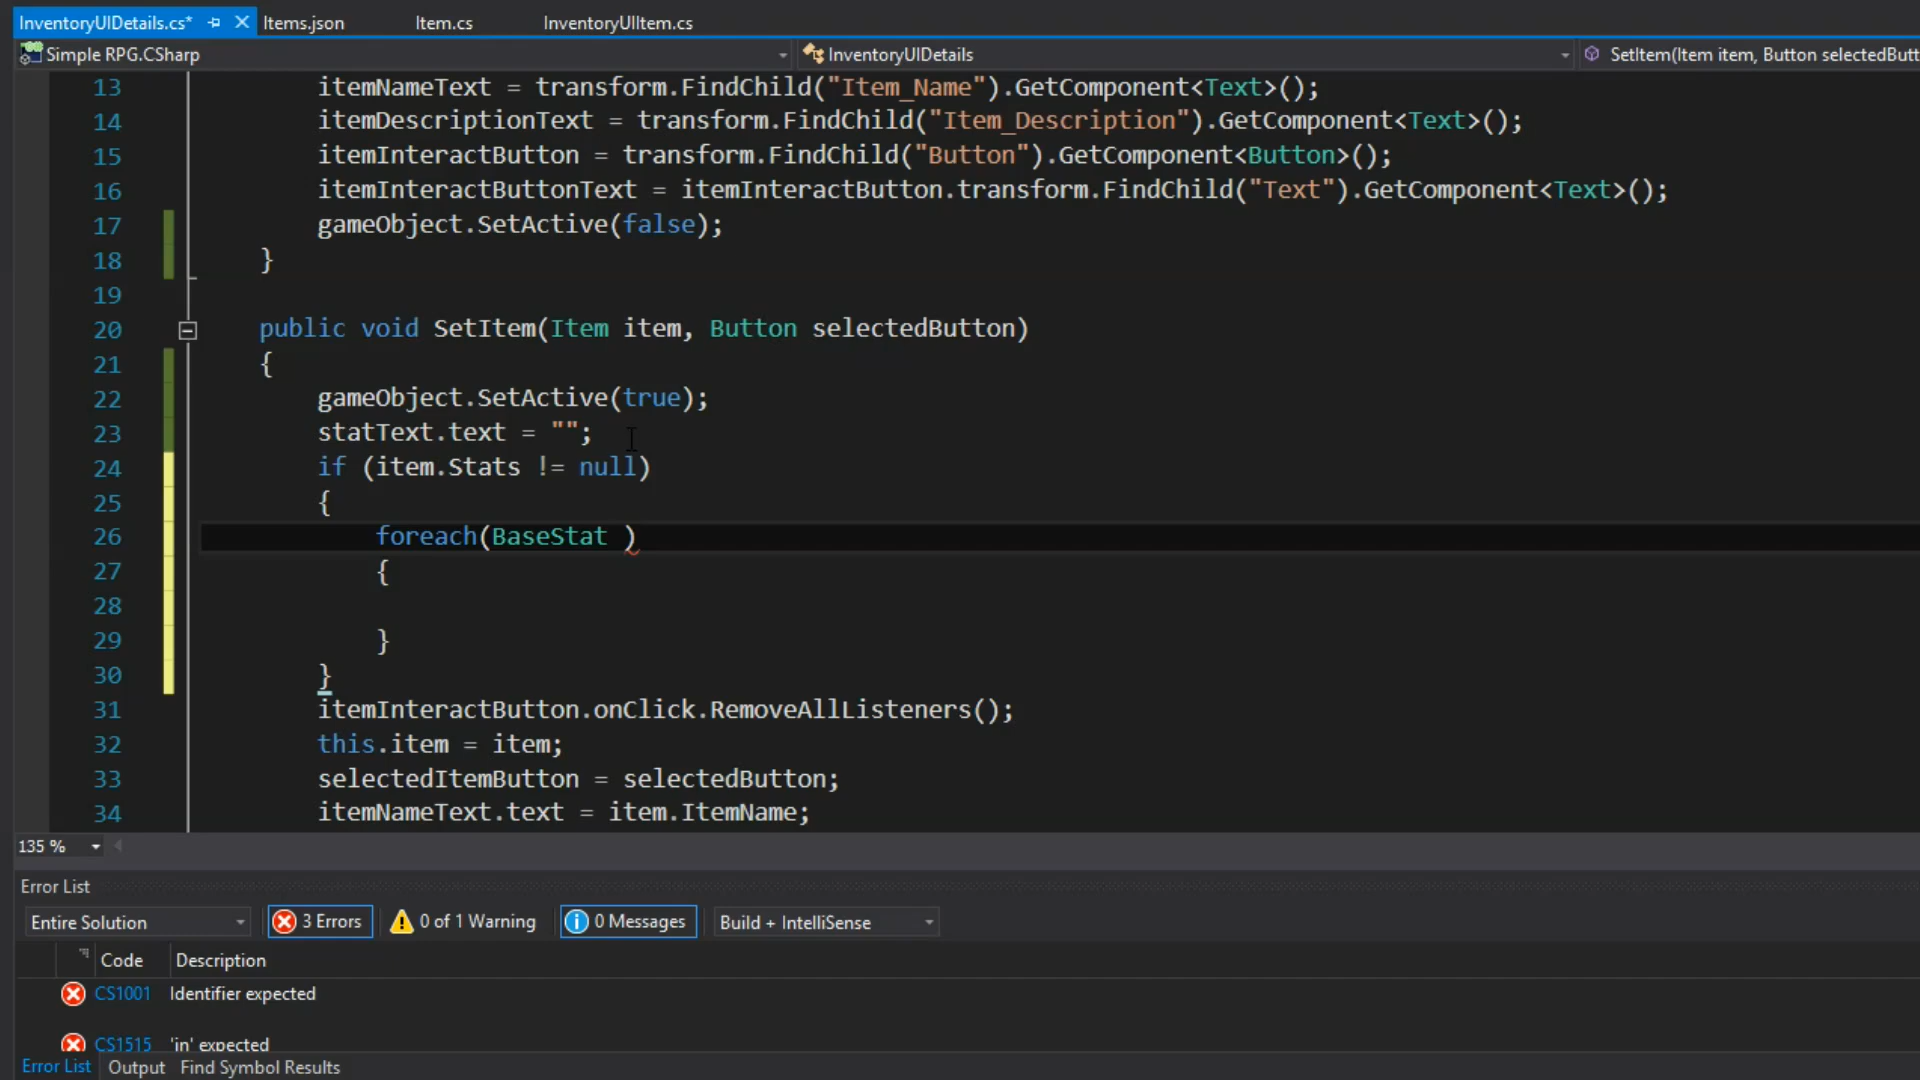 InventoryUIDetails.cs* Items.json Item.cs InventoryUIItem.cs
Simple RPG.CSharp InventoryUIDetails SetItem(Item item, Button selectedButt
13 itemNameText = transform.FindChild("Item_Name").GetComponent<Text>();
14 itemDescriptionText = transform.FindChild("Item_Description").GetComponent<Text>();
15 itemInteractButton = transform.FindChild("Button").GetComponent<Button>();
16 itemInteractButtonText = itemInteractButton.transform.FindChild("Text").GetComponent<Text>();
17 gameObject.SetActive(false);
18 }
19
20 public void SetItem(Item item, Button selectedButton)
21 {
22 gameObject.SetActive(true);
23 statText.text = "";
24 if (item.Stats != null)
25 {
26 foreach(BaseStat )
27 {
28
29 }
30 }
31 itemInteractButton.onClick.RemoveAllListeners();
32 this.item = item;
33 selectedItemButton = selectedButton;
34 itemNameText.text = item.ItemName;
135 %
Error List
Entire Solution 3 Errors 0 of 1 Warning 0 Messages Build + IntelliSense
Code Description
CS1001 Identifier expected
CS1515 'in' expected
Error List Output Find Symbol Results